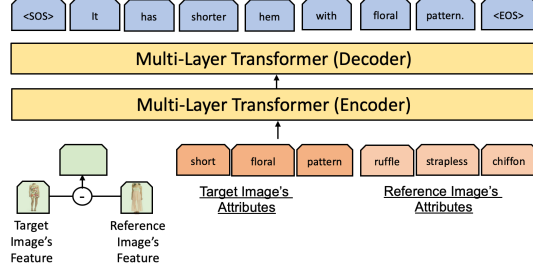 <SOS> It has shorter hem with floral pattern. <EOS>
Multi-Layer Transformer (Decoder)
Multi-Layer Transformer (Encoder)
short floral pattern ruffle strapless chiffon
-
Target Image's Attributes
Reference Image's Attributes
Target
Image's
Feature
Reference
Image's
Feature